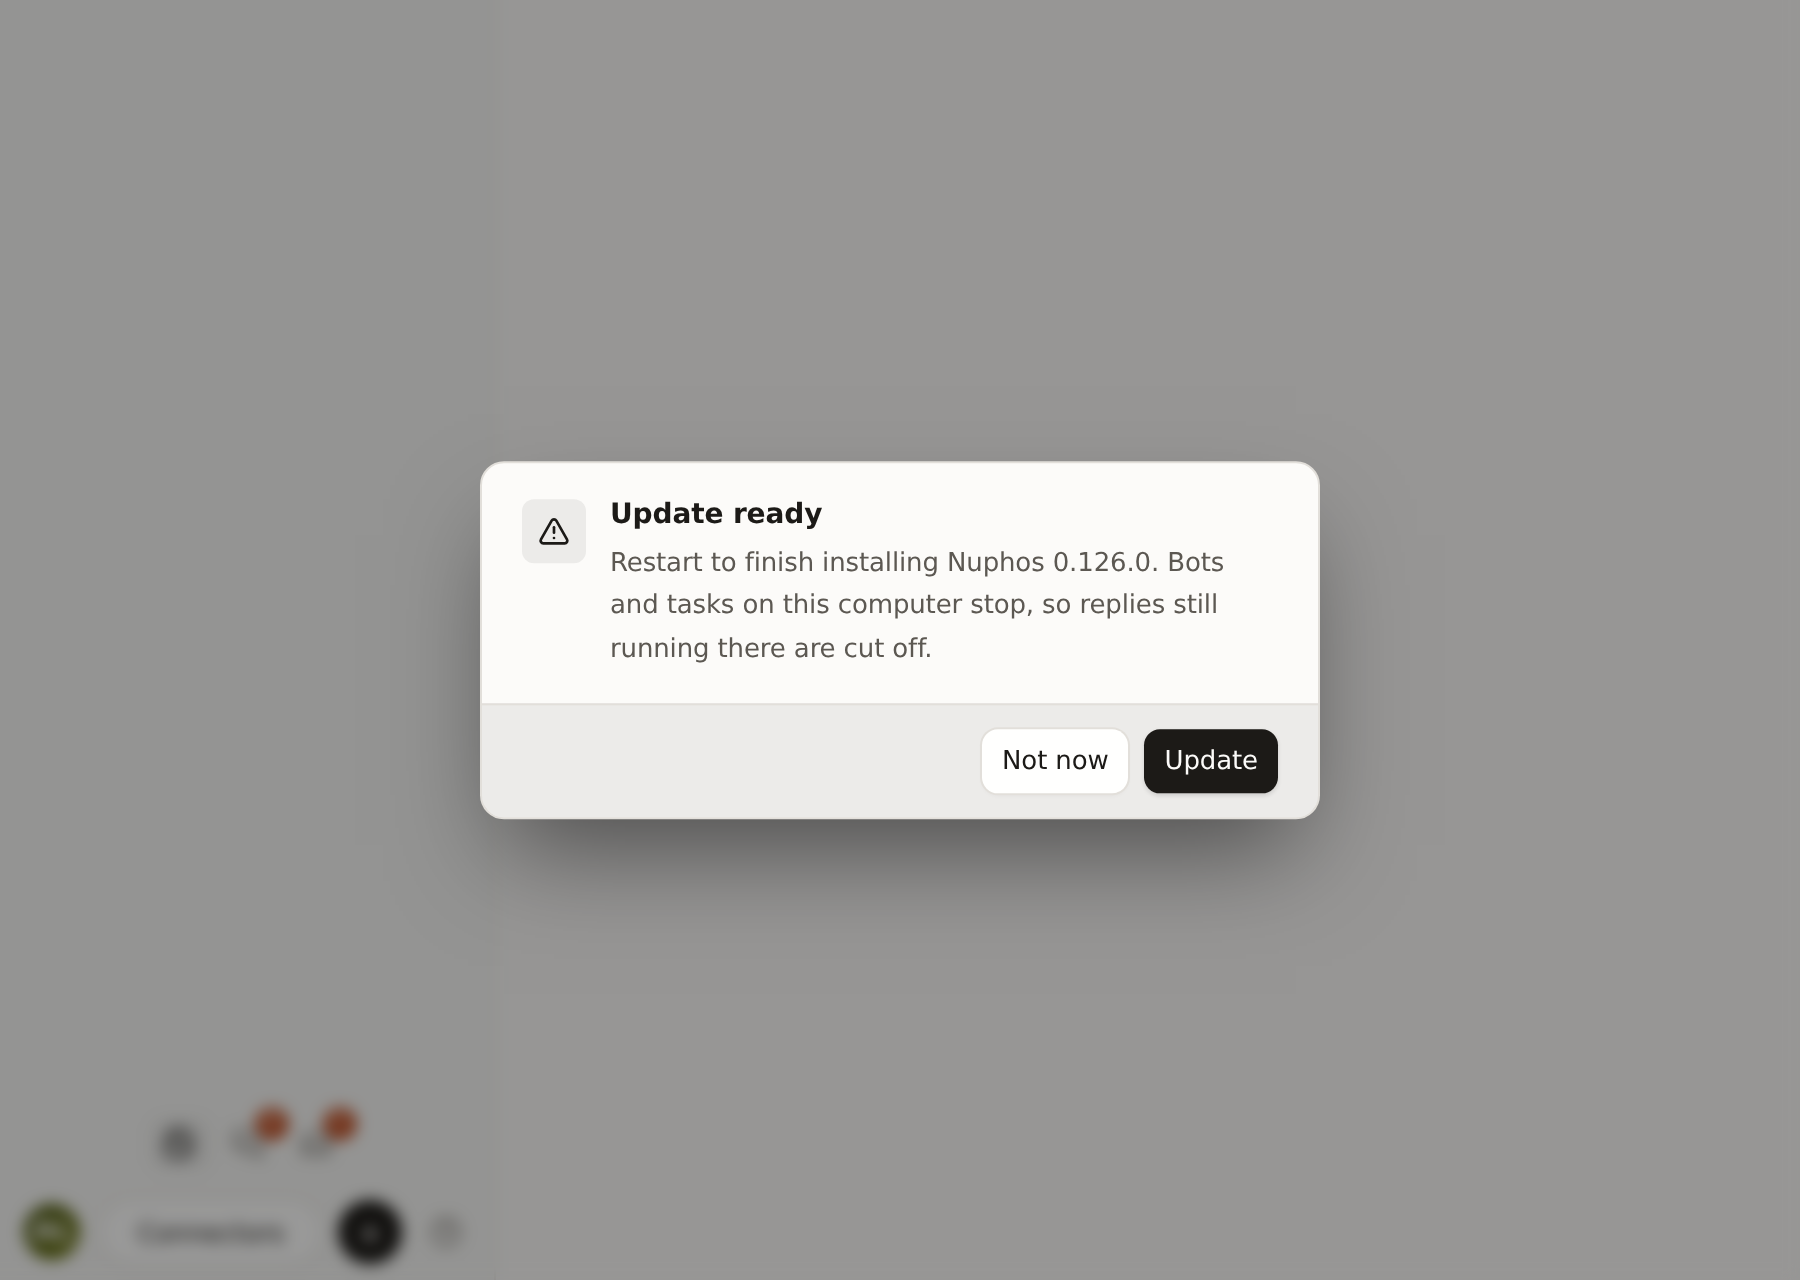 Update ready
Restart to finish installing Nuphos 0.126.0. Bots
and tasks on this computer stop, so replies still
running there are cut off.
Not now
Update
Connectors